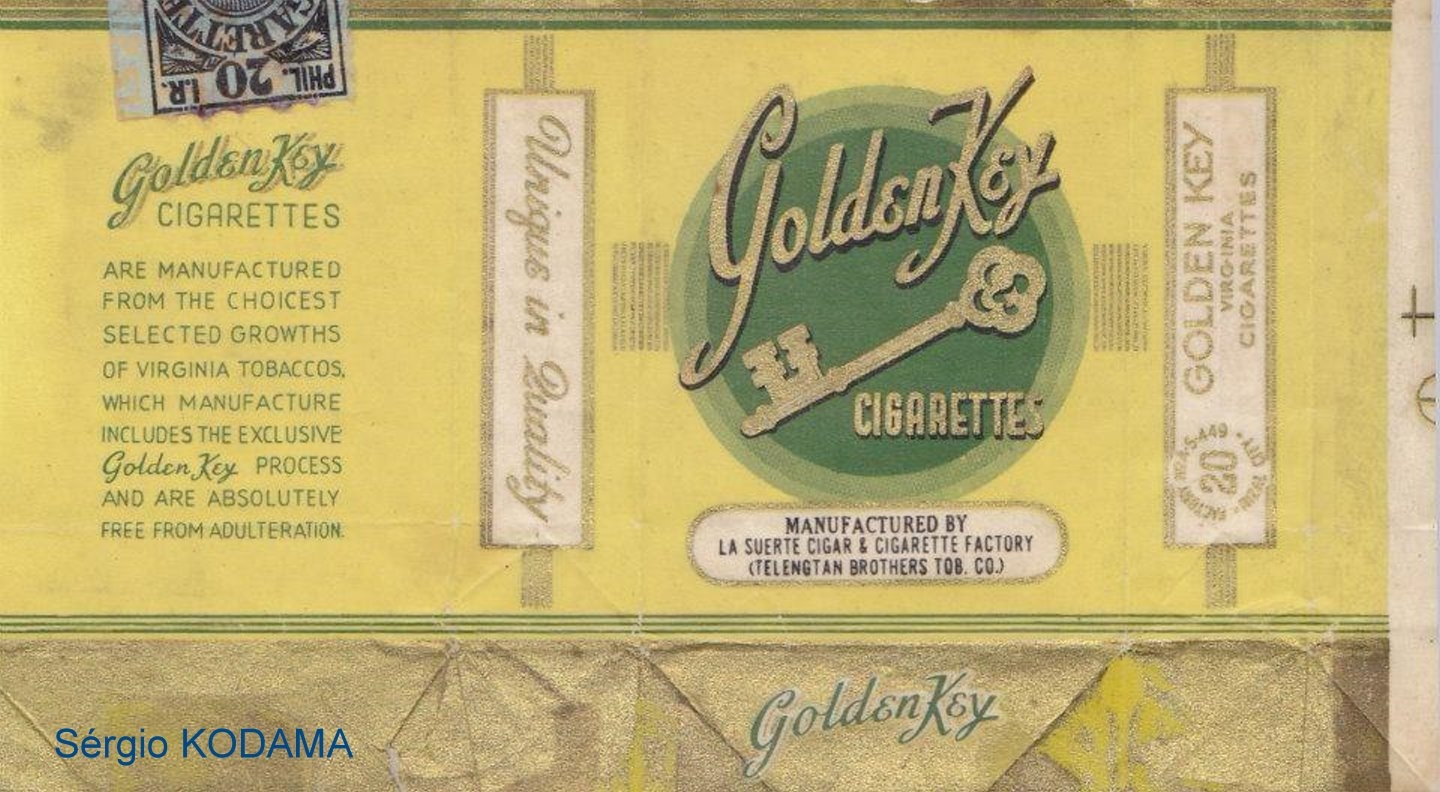 CIGARETTE
PHIL. 20 I.R.
Golden Key
CIGARETTES
ARE MANUFACTURED
FROM THE CHOICEST
SELECTED GROWTHS
OF VIRGINIA TOBACCOS,
WHICH MANUFACTURE
INCLUDES THE EXCLUSIVE
Golden Key PROCESS
AND ARE ABSOLUTELY
FREE FROM ADULTERATION.
Unique in Quality
Golden Key
CIGARETTES
MANUFACTURED BY
LA SUERTE CIGAR & CIGARETTE FACTORY
(TELENGTAN BROTHERS TOB. CO.)
GOLDEN KEY
VIRGINIA
CIGARETTES
20
Golden Key
Sérgio KODAMA